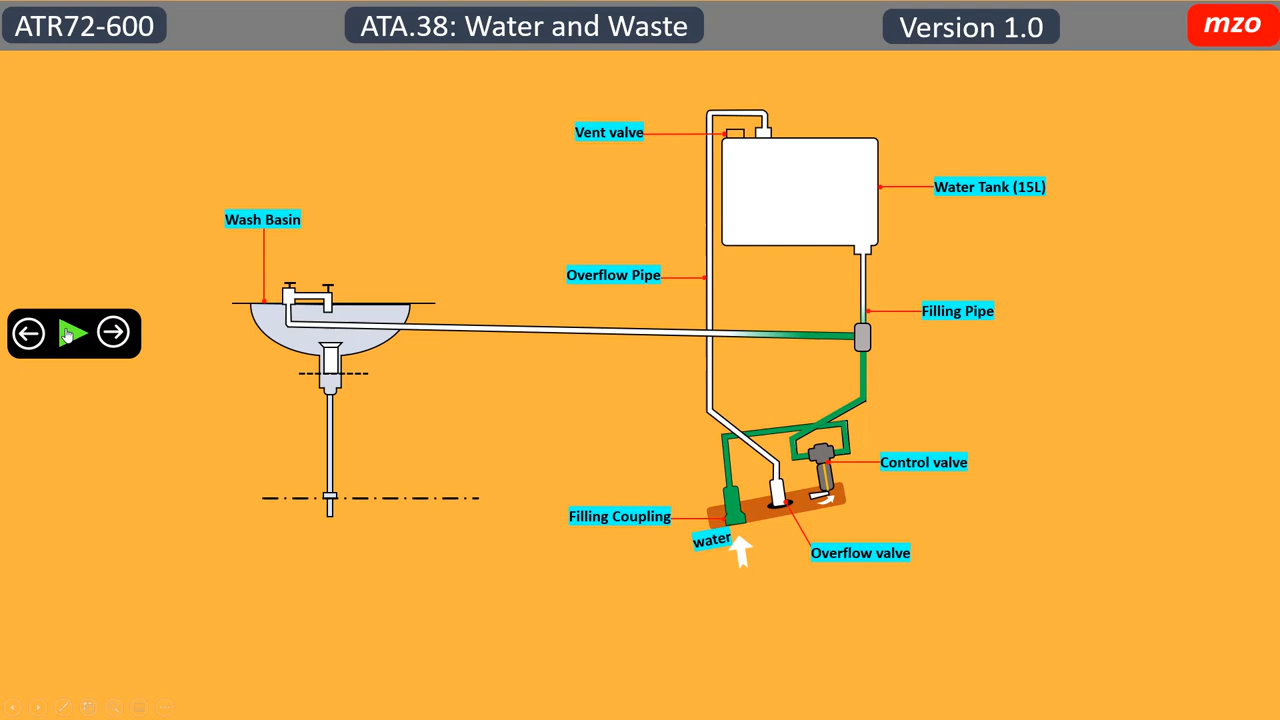 ATR72-600
ATA.38: Water and Waste
Version 1.0
mzo
Vent valve
Water Tank (15L)
Wash Basin
Overflow Pipe
Filling Pipe
Control valve
Filling Coupling
water
Overflow valve